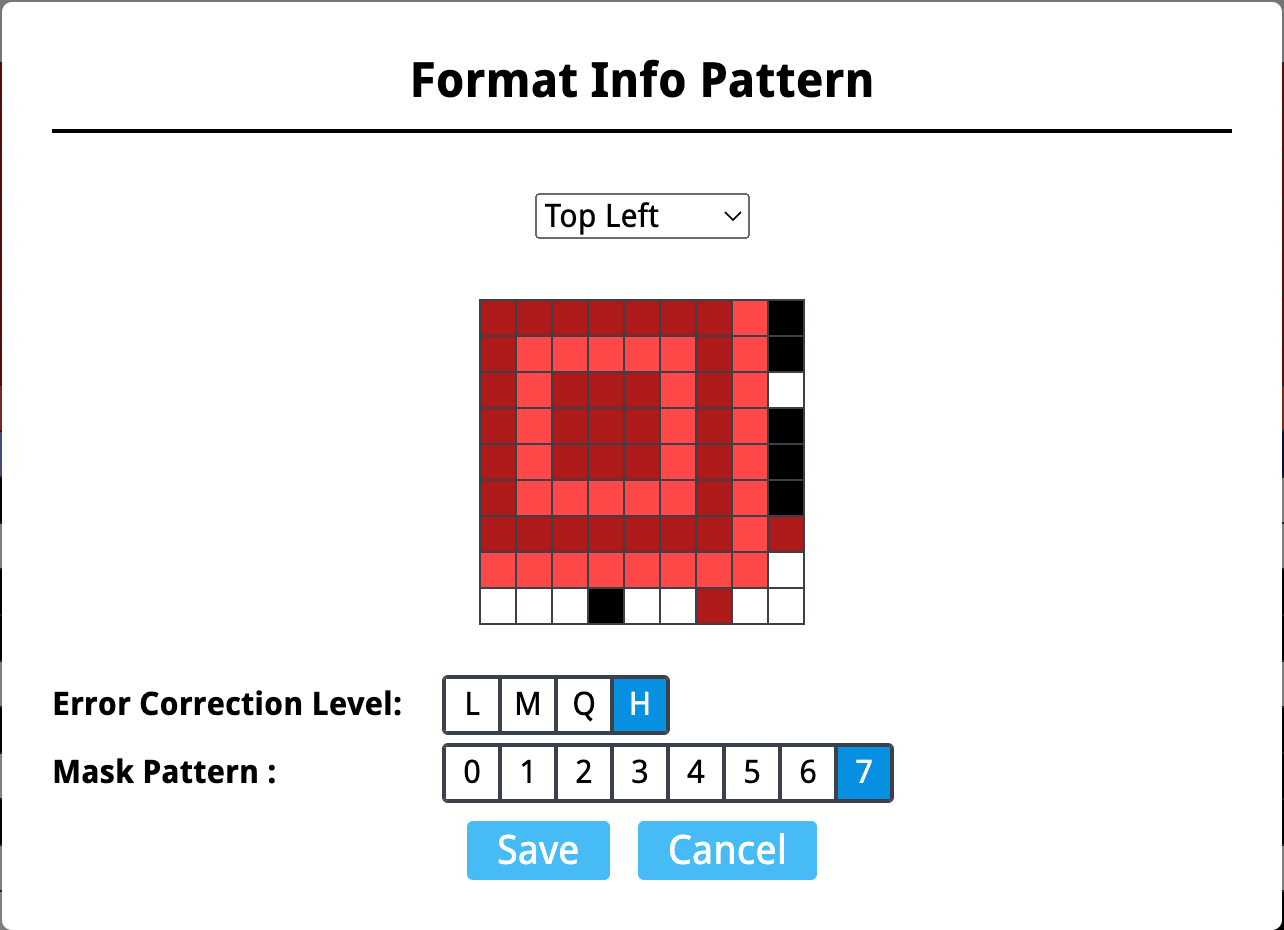 Format Info Pattern
Top Left
Error Correction Level: L M Q H
Mask Pattern : 0 1 2 3 4 5 6 7
Save Cancel